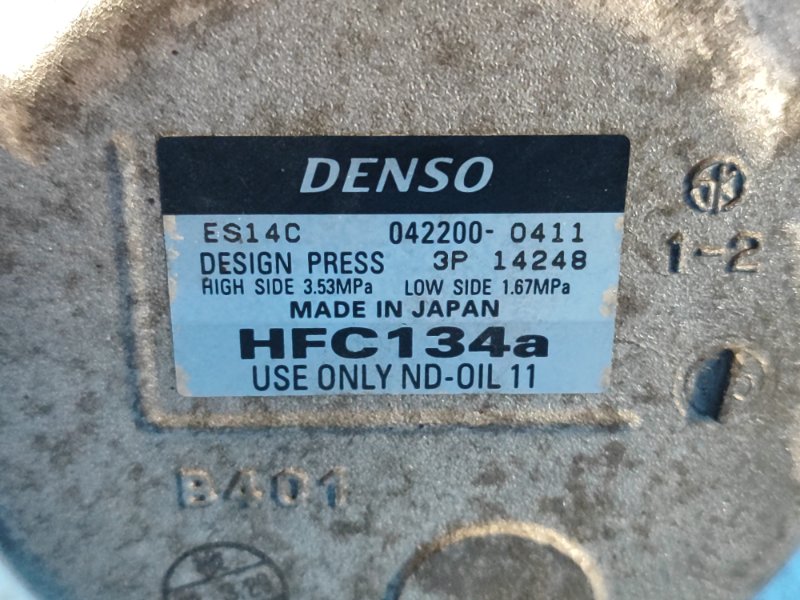 DENSO
ES14C 042200-0411
DESIGN PRESS 3P 14248
HIGH SIDE 3.53MPa LOW SIDE 1.67MPa
MADE IN JAPAN
HFC134a
USE ONLY ND-OIL 11
1-2
B401